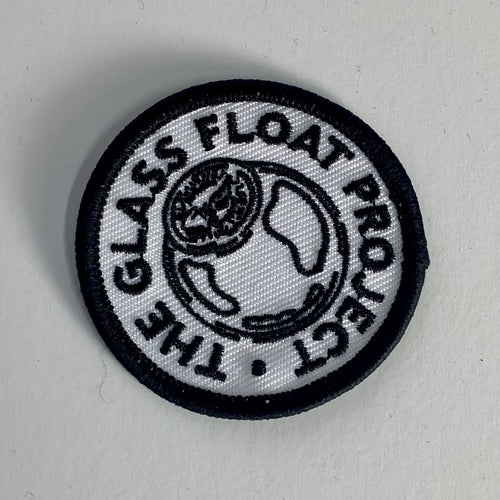 THE GLASS FLOAT PROJECT •